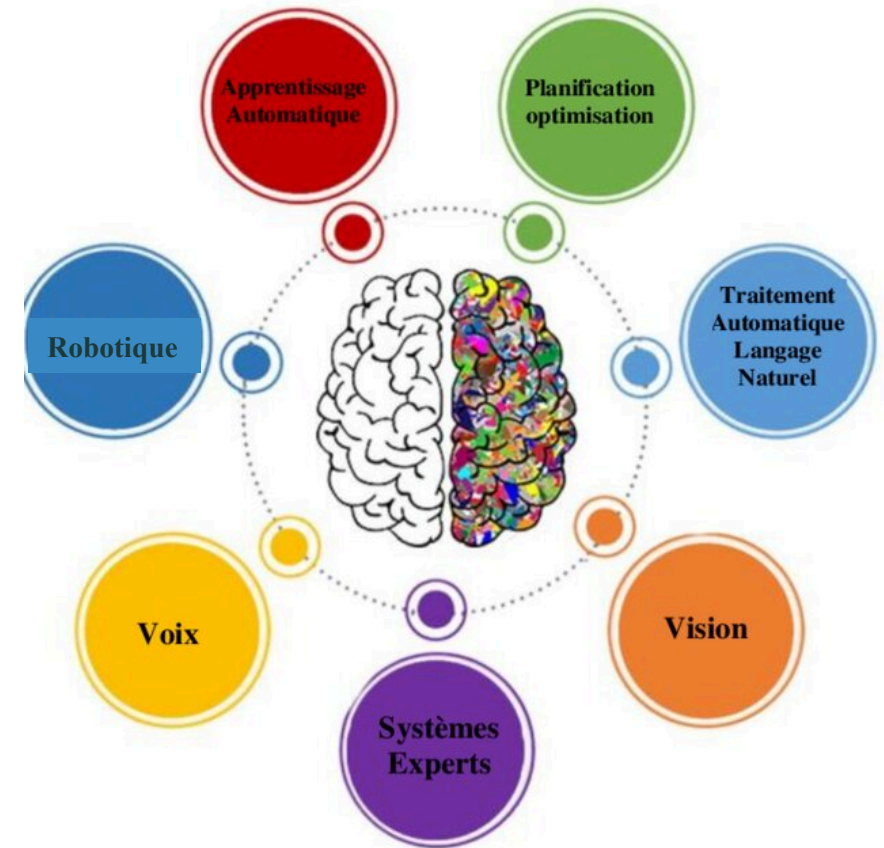 Apprentissage
Automatique
Planification
optimisation
Traitement
Automatique
Langage
Naturel
Robotique
Voix
Vision
Systèmes
Experts